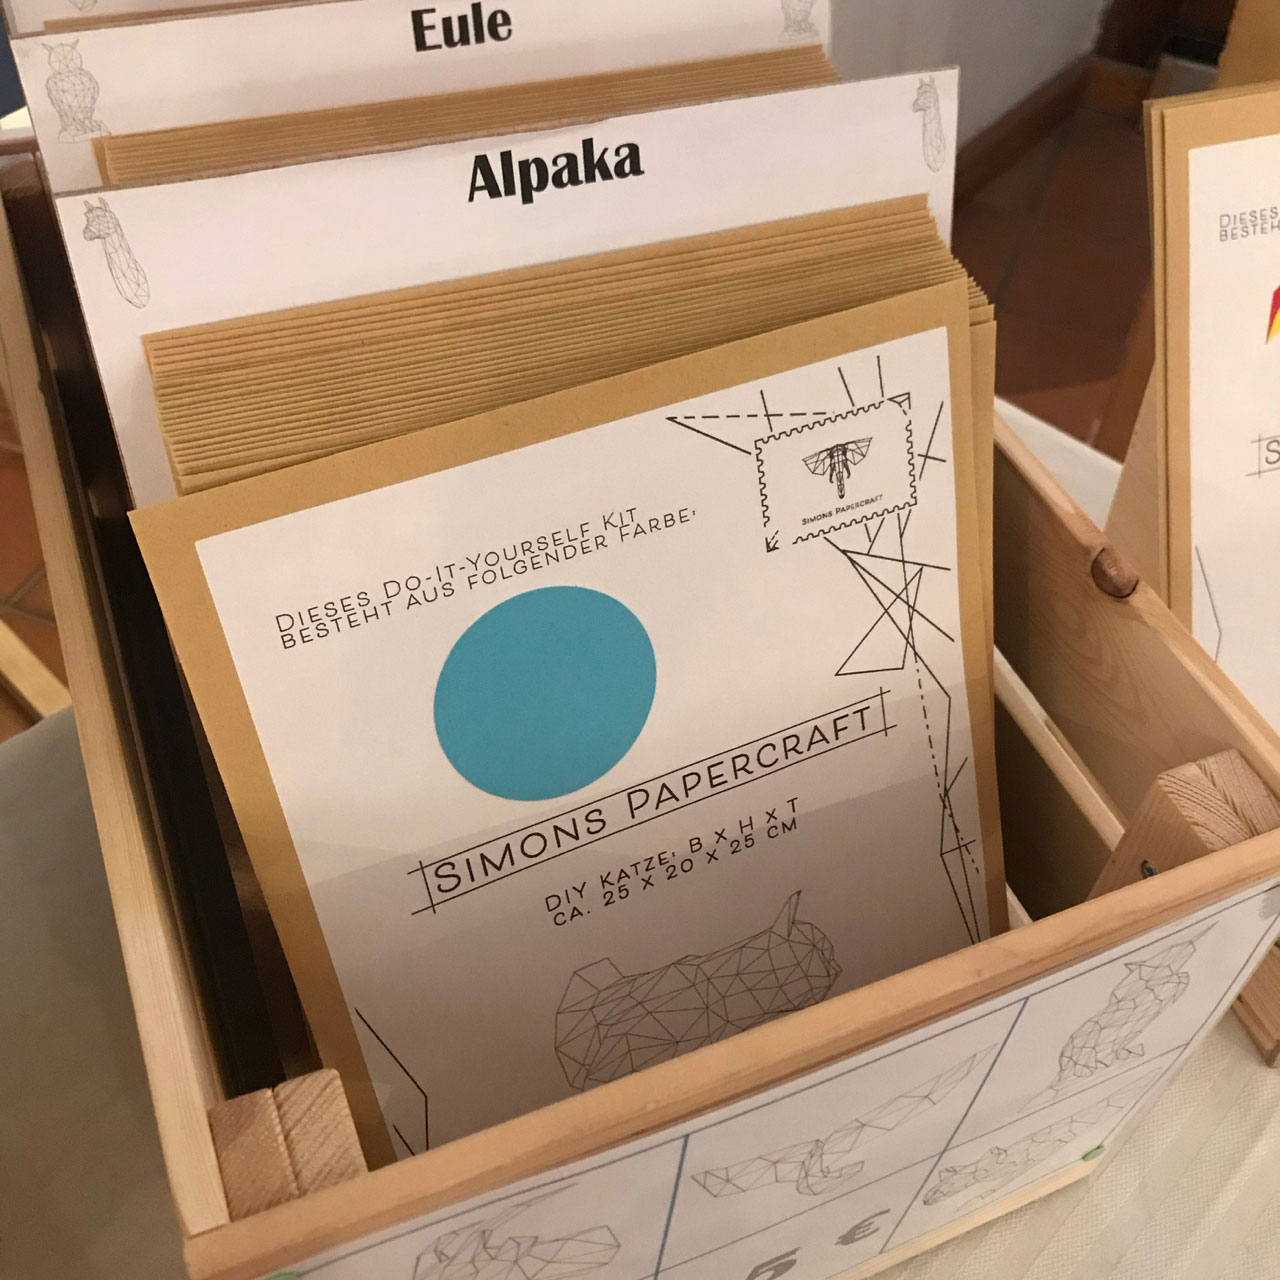 Eule
Alpaka
SIMONS PAPERCRAFT
DIESES DO-IT-YOURSELF KIT
BESTEHT AUS FOLGENDER FARBE:
SIMONS PAPERCRAFT
DIY KATZE: B X H X T
CA. 25 X 20 X 25 CM
DIESES
BESTEH
S
5 €